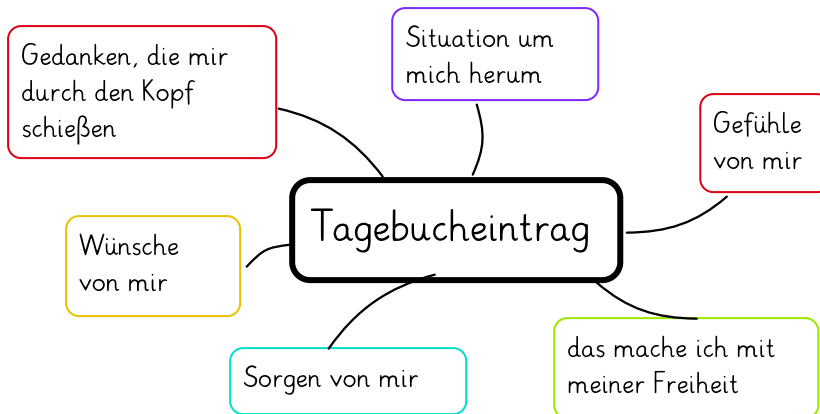 Gedanken, die mir
durch den Kopf
schießen
Situation um
mich herum
Gefühle
von mir
Tagebucheintrag
Wünsche
von mir
Sorgen von mir
das mache ich mit
meiner Freiheit